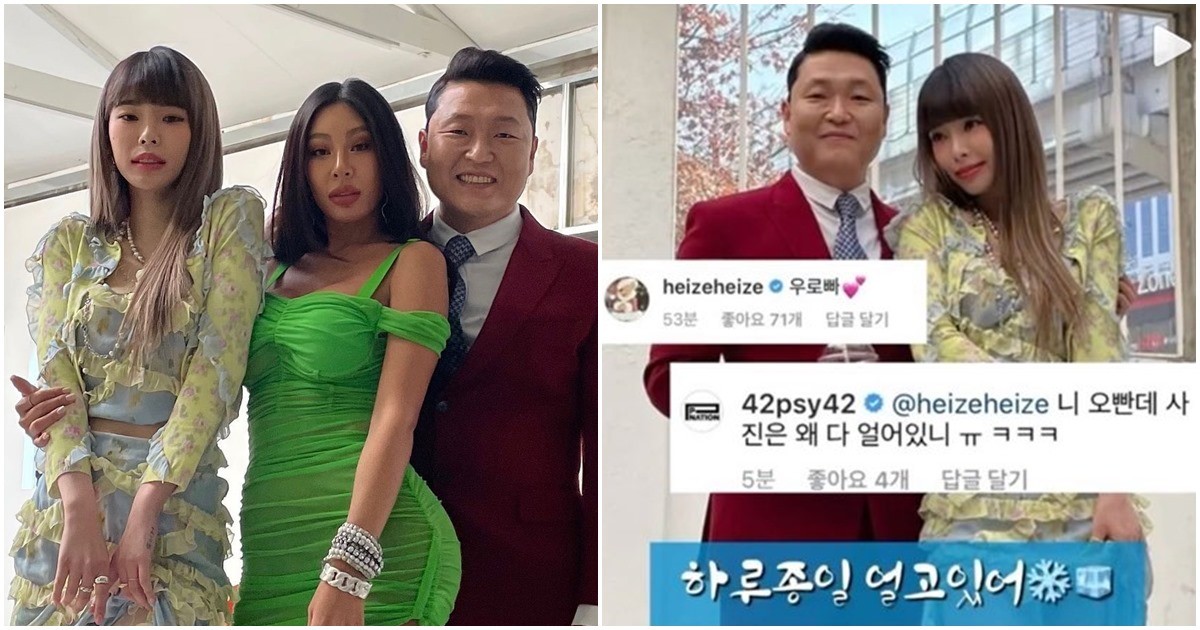 heizeheize 우로빠💕
53분 좋아요 71개 답글 달기
42psy42 @heizeheize 니 오빤데 사
진은 왜 다 얼어있니 ㅠ ㅋㅋㅋ
P NATION
5분 좋아요 4개 답글 달기
하루종일 얼고있어❄🧊